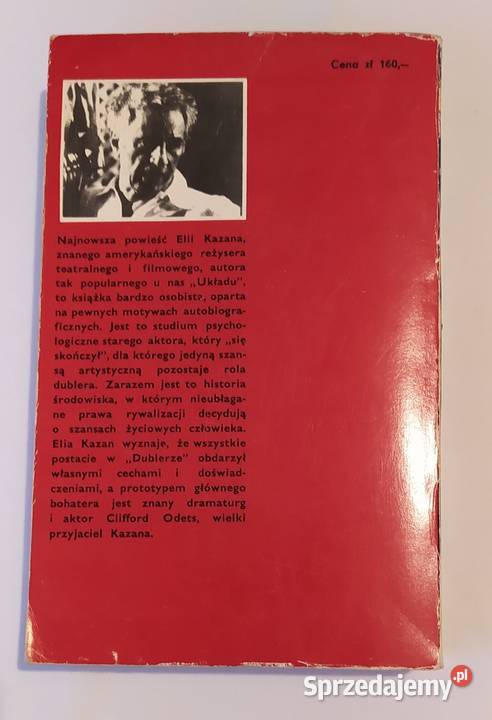 Cena zł 160,—
Najnowsza powieść Elii Kazana,
znanego amerykańskiego reżysera
teatralnego i filmowego, autora
tak popularnego u nas „Układu",
to książka bardzo osobista, oparta
na pewnych motywach autobiogra-
ficznych. Jest to studium psycho-
logiczne starego aktora, który „się
skończył", dla którego jedyną szan-
są artystyczną pozostaje rola
dublera. Zarazem jest to historia
środowiska, w którym nieubłaga-
ne prawa rywalizacji decydują
o szansach życiowych człowieka.
Elia Kazan wyznaje, że wszystkie
postacie w „Dublerze" obdarzył
własnymi cechami i doświad-
czeniami, a prototypem głównego
bohatera jest znany dramaturg
i aktor Clifford Odets, wielki
przyjaciel Kazana.
Sprzedajemy.pl